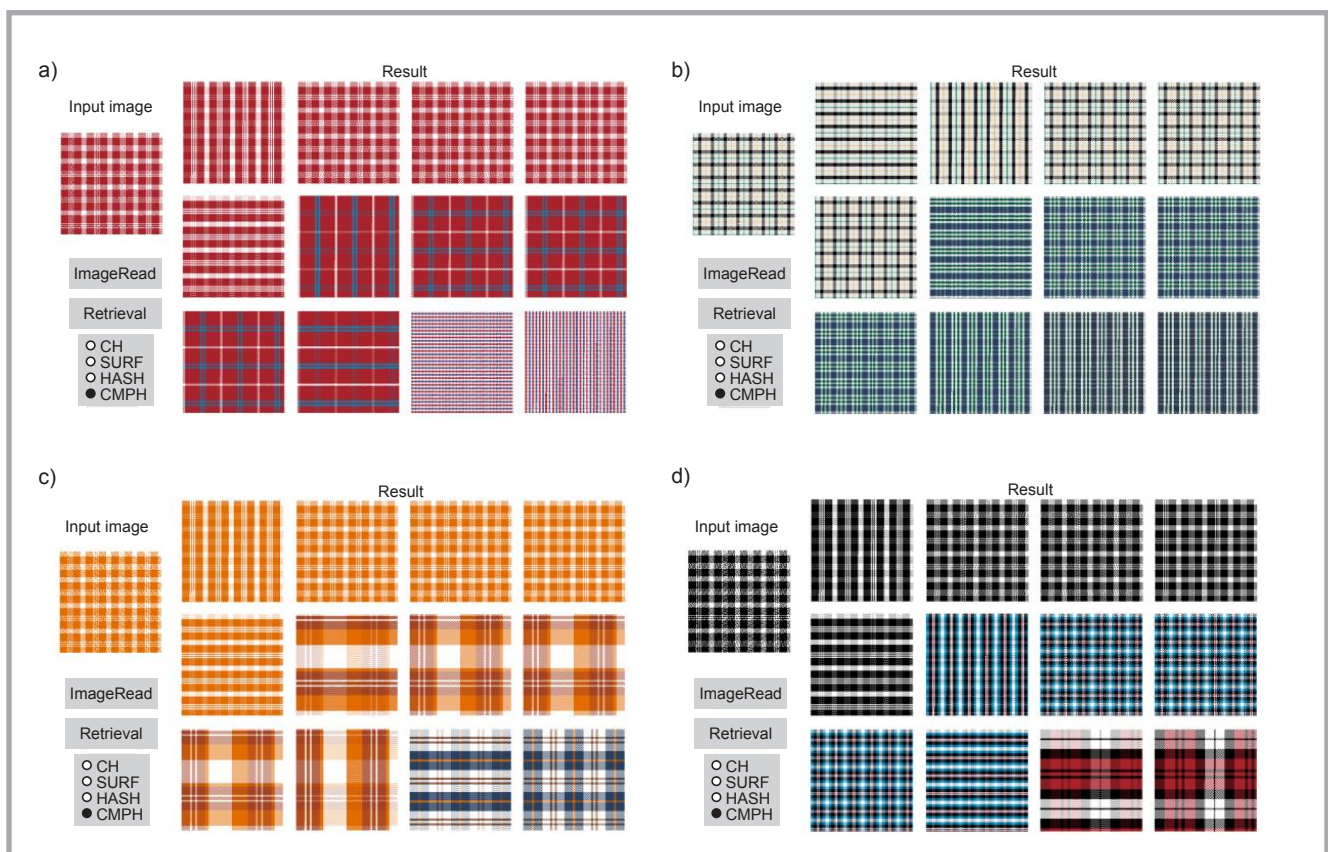 a)
Result
Input image
ImageRead
Retrieval
CH
SURF
HASH
CMPH
b)
Result
Input image
ImageRead
Retrieval
CH
SURF
HASH
CMPH
c)
Result
Input image
ImageRead
Retrieval
CH
SURF
HASH
CMPH
d)
Result
Input image
ImageRead
Retrieval
CH
SURF
HASH
CMPH